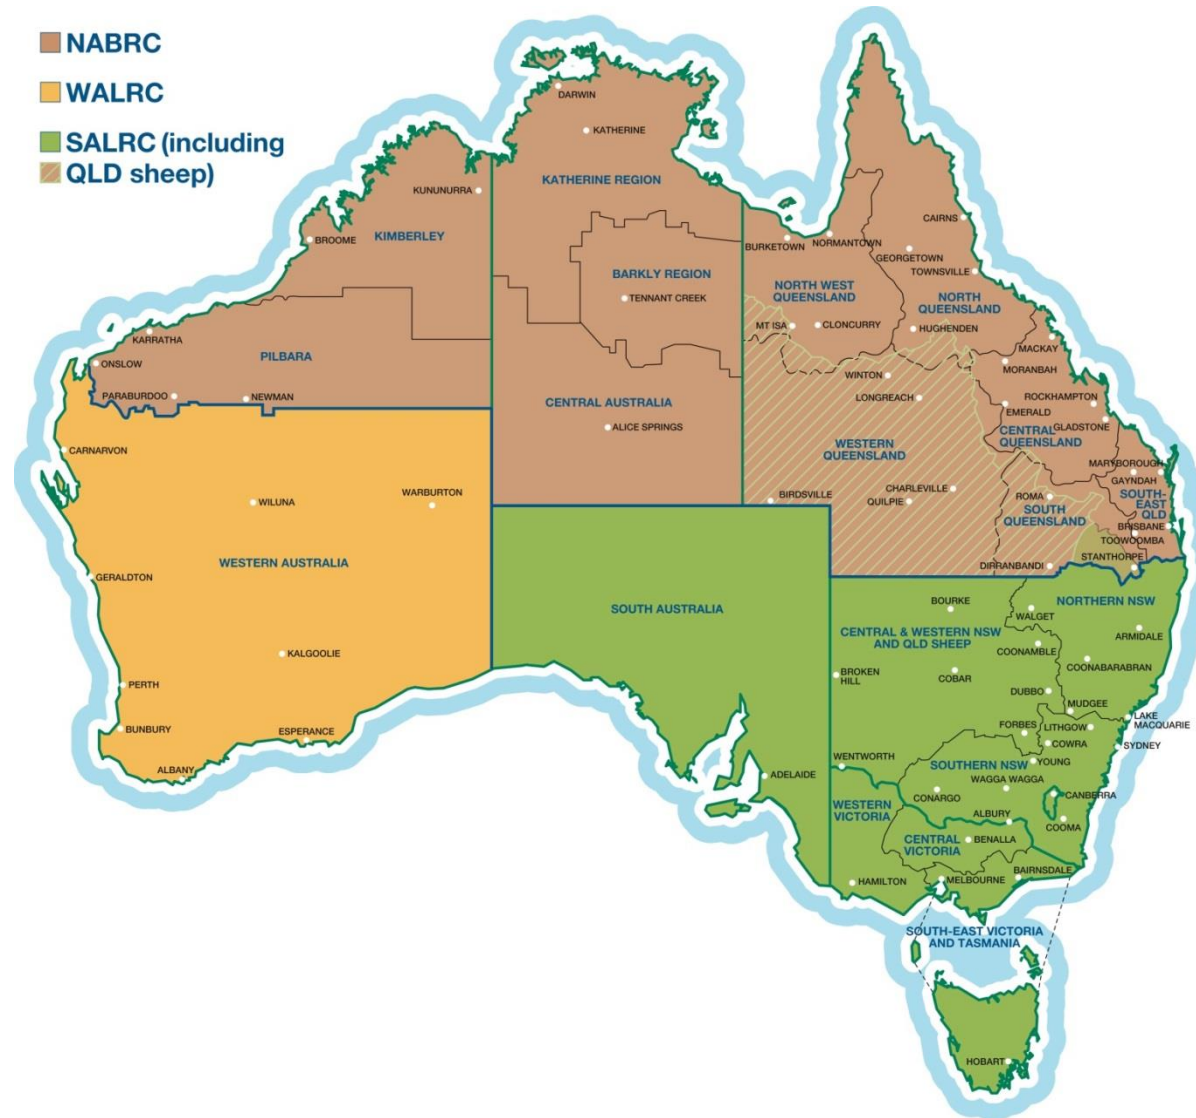 NABRC
WALRC
SALRC (including
QLD sheep)
DARWIN
KATHERINE
KATHERINE REGION
KUNUNURRA
KIMBERLEY
BROOME
BARKLY REGION
TENNANT CREEK
CAIRNS
BURKETOWN
NORMANTOWN
GEORGETOWN
TOWNSVILLE
NORTH WEST
QUEENSLAND
NORTH
QUEENSLAND
MT ISA
CLONCURRY
HUGHENDEN
KARRATHA
ONSLOW
PILBARA
PARABURDOO
NEWMAN
MACKAY
MORANBAH
WINTON
LONGREACH
ROCKHAMPTON
EMERALD
GLADSTONE
CENTRAL
QUEENSLAND
CENTRAL AUSTRALIA
ALICE SPRINGS
WESTERN
QUEENSLAND
CARNARVON
WILUNA
WARBURTON
BIRDSVILLE
CHARLEVILLE
QUILPIE
MARYBOROUGH
GAYNDAH
ROMA
SOUTH-
EAST
QLD
SOUTH
QUEENSLAND
BRISBANE
TOOWOOMBA
STANTHORPE
DIRRANBANDI
WESTERN AUSTRALIA
GERALDTON
SOUTH AUSTRALIA
BOURKE
WALGET
NORTHERN NSW
CENTRAL & WESTERN NSW
AND QLD SHEEP
ARMIDALE
COONAMBLE
COONABARABRAN
KALGOOLIE
BROKEN
HILL
COBAR
PERTH
DUBBO
MUDGEE
LAKE
MACQUARIE
BUNBURY
ESPERANCE
FORBES
LITHGOW
COWRA
SYDNEY
ALBANY
WENTWORTH
YOUNG
SOUTHERN NSW
ADELAIDE
WAGGA WAGGA
CONARGO
CANBERRA
WESTERN
VICTORIA
ALBURY
COOMA
CENTRAL
VICTORIA
BENALLA
HAMILTON
MELBOURNE
BAIRNSDALE
SOUTH-EAST VICTORIA
AND TASMANIA
HOBART